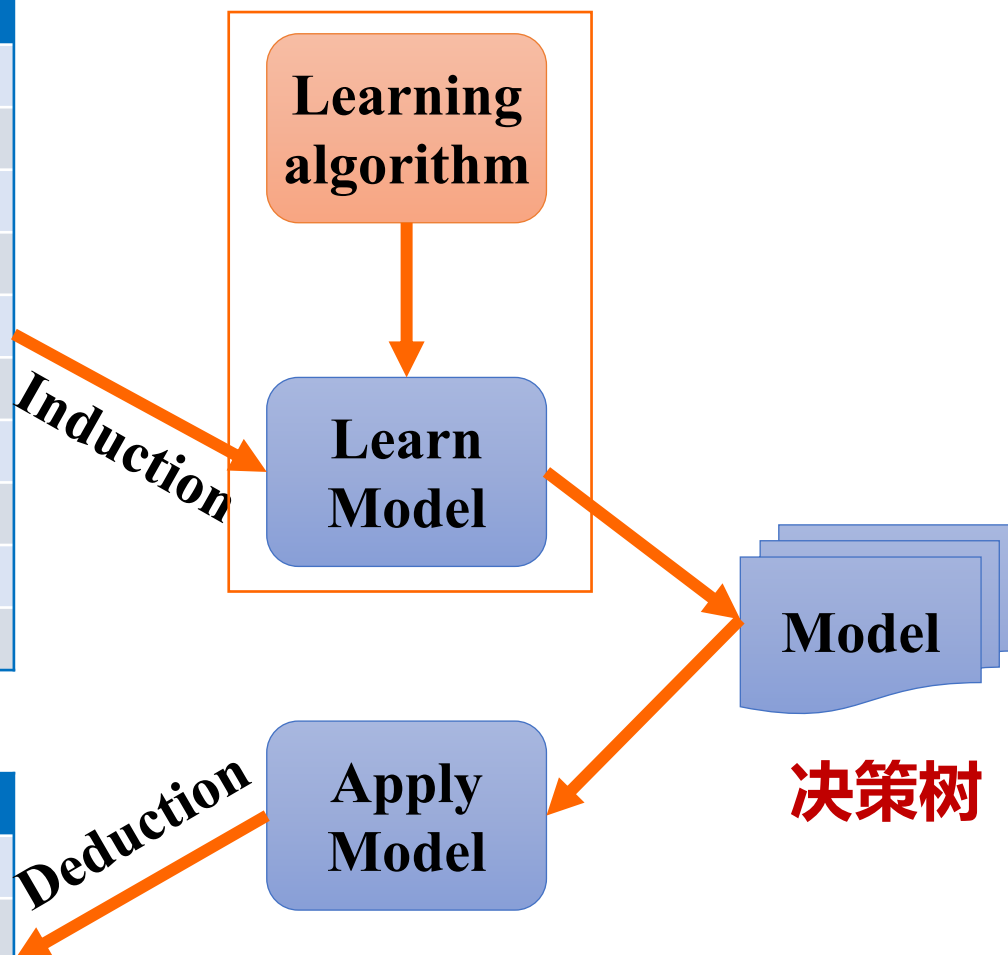 Learning
algorithm
Induction
Learn
Model
Model
决策树
Apply
Model
Deduction